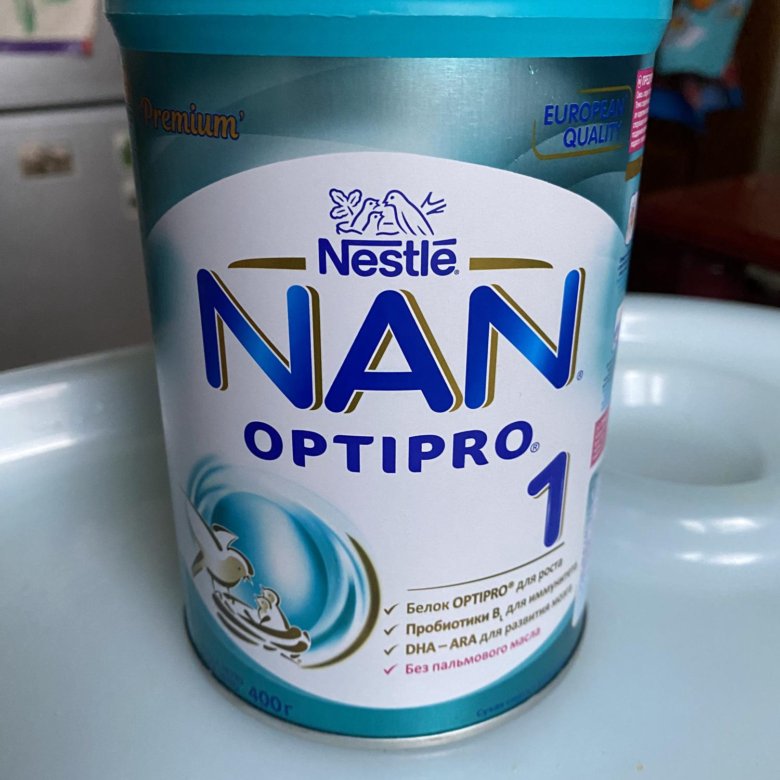 Premium
EUROPEAN
QUALITY
Nestlé
NAN
OPTIPRO
1
Белок OPTIPRO® для роста
Пробиотики BL для иммунитета
DHA – ARA для развития мозга
Без пальмового масла
400 г